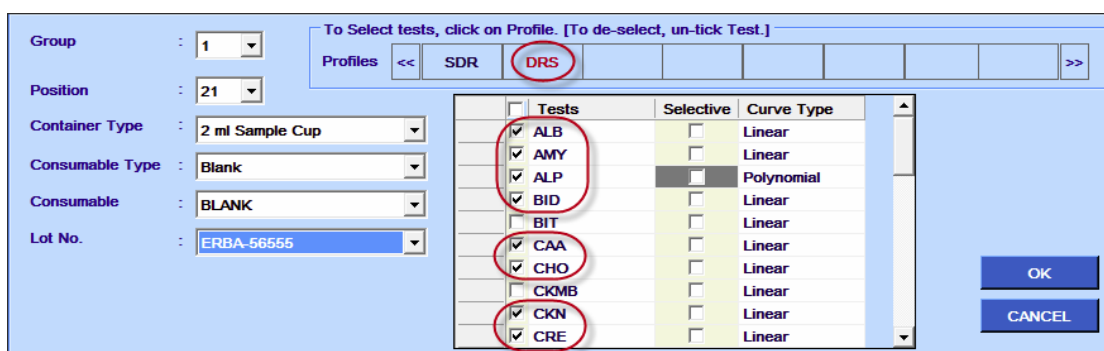 To Select tests, click on Profile. [To de-select, un-tick Test.]
Group : 1
Profiles << SDR DRS >>
Position : 21
Container Type : 2 ml Sample Cup
Consumable Type : Blank
Consumable : BLANK
Lot No. : ERBA-56555
Tests Selective Curve Type
ALB Linear
AMY Linear
ALP Polynomial
BID Linear
BIT Linear
CAA Linear
CHO Linear
CKMB Linear
CKN Linear
CRE Linear
OK
CANCEL